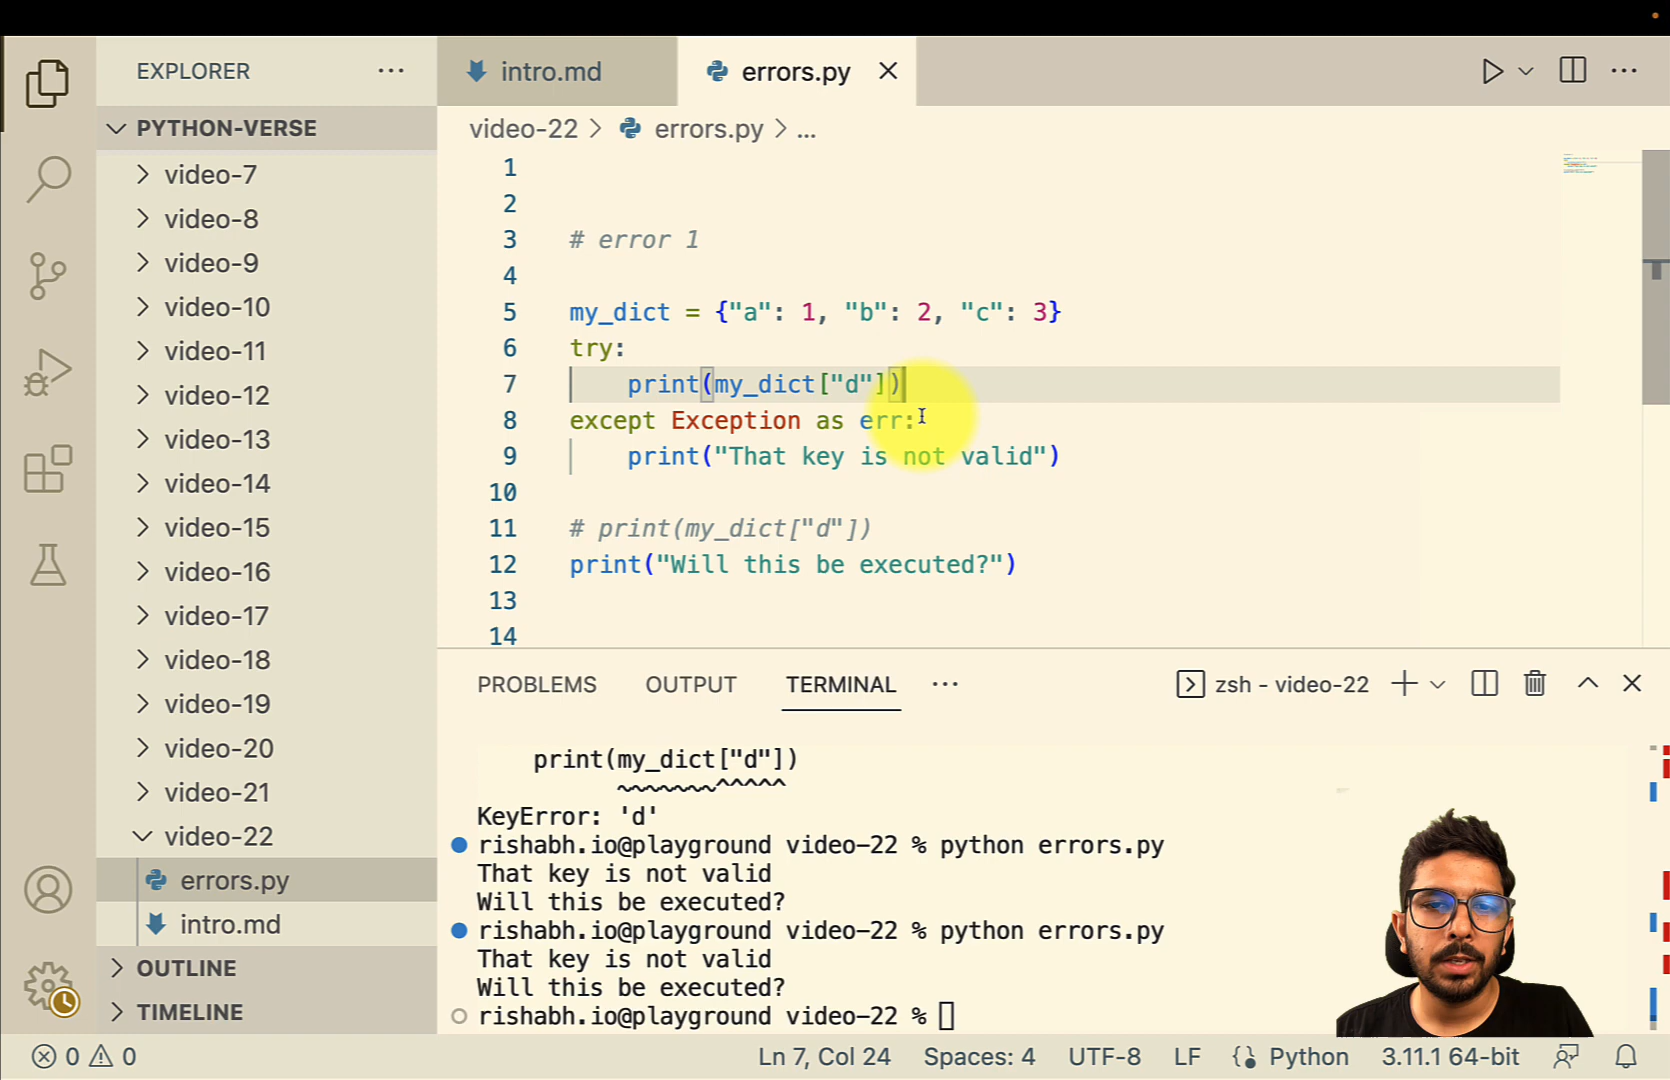 EXPLORER
PYTHON-VERSE
video-7
video-8
video-9
video-10
video-11
video-12
video-13
video-14
video-15
video-16
video-17
video-18
video-19
video-20
video-21
video-22
errors.py
intro.md
OUTLINE
TIMELINE
intro.md errors.py
video-22 > errors.py > ...
1
2
3 # error 1
4
5 my_dict = {"a": 1, "b": 2, "c": 3}
6 try:
7 print(my_dict["d"])
8 except Exception as err:
9 print("That key is not valid")
10
11 # print(my_dict["d"])
12 print("Will this be executed?")
13
14
PROBLEMS OUTPUT TERMINAL ... zsh - video-22
print(my_dict["d"])
~~~~~~~^^^^^
KeyError: 'd'
rishabh.io@playground video-22 % python errors.py
That key is not valid
Will this be executed?
rishabh.io@playground video-22 % python errors.py
That key is not valid
Will this be executed?
rishabh.io@playground video-22 %
0 0 Ln 7, Col 24 Spaces: 4 UTF-8 LF Python 3.11.1 64-bit